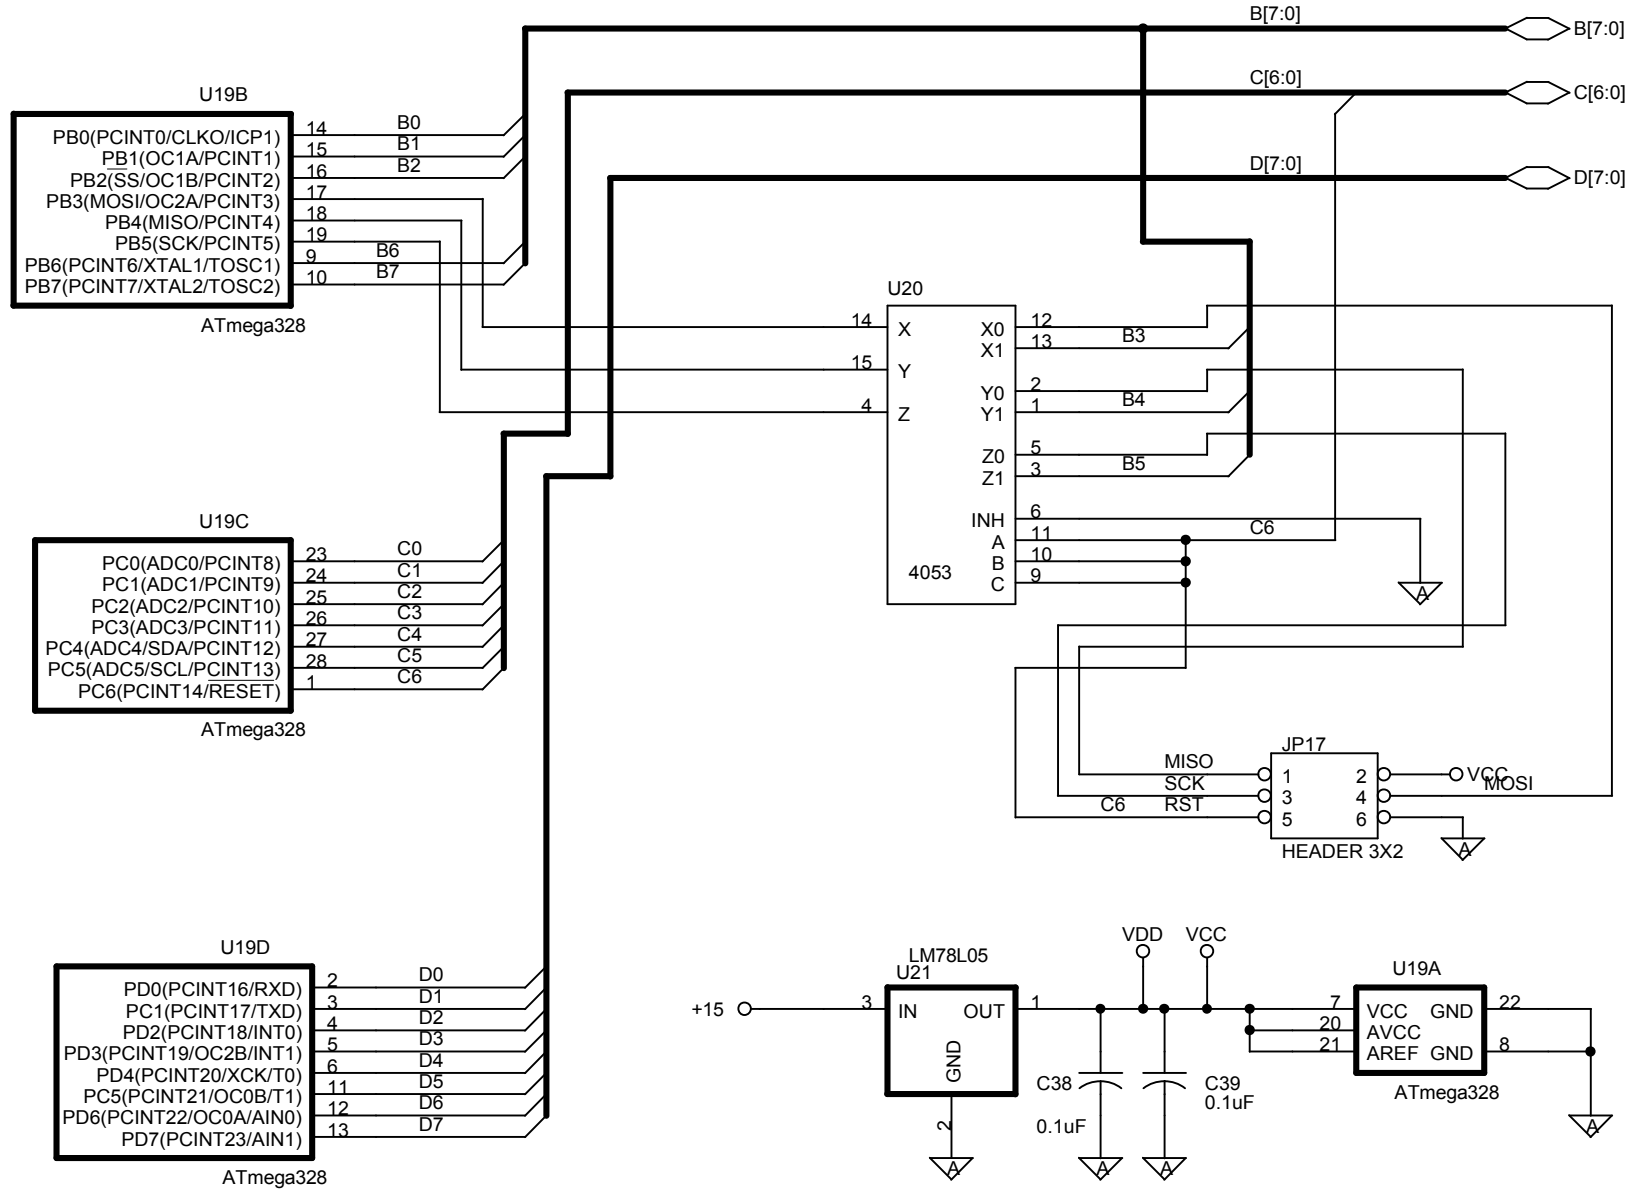 B[7:0]
B[7:0]
C[6:0]
C[6:0]
D[7:0]
D[7:0]
U19B
PB0(PCINT0/CLKO/ICP1) 14 B0
PB1(OC1A/PCINT1) 15 B1
PB2(SS/OC1B/PCINT2) 16 B2
PB3(MOSI/OC2A/PCINT3) 17
PB4(MISO/PCINT4) 18
PB5(SCK/PCINT5) 19
PB6(PCINT6/XTAL1/TOSC1) 9 B6
PB7(PCINT7/XTAL2/TOSC2) 10 B7
ATmega328
U20
14 X X0 12
X1 13 B3
15 Y Y0 2
Y1 1 B4
4 Z Z0 5
Z1 3 B5
INH 6
A 11 C6
B 10
C 9
4053
A
U19C
PC0(ADC0/PCINT8) 23 C0
PC1(ADC1/PCINT9) 24 C1
PC2(ADC2/PCINT10) 25 C2
PC3(ADC3/PCINT11) 26 C3
PC4(ADC4/SDA/PCINT12) 27 C4
PC5(ADC5/SCL/PCINT13) 28 C5
PC6(PCINT14/RESET) 1 C6
ATmega328
JP17
MISO 1 2 VCC
SCK 3 4 MOSI
C6 RST 5 6
HEADER 3X2
A
U19D
PD0(PCINT16/RXD) 2 D0
PC1(PCINT17/TXD) 3 D1
PD2(PCINT18/INT0) 4 D2
PD3(PCINT19/OC2B/INT1) 5 D3
PD4(PCINT20/XCK/T0) 6 D4
PC5(PCINT21/OC0B/T1) 11 D5
PD6(PCINT22/OC0A/AIN0) 12 D6
PD7(PCINT23/AIN1) 13 D7
ATmega328
LM78L05
U21
+15 3 IN OUT 1
GND
2
A
VDD
VCC
C38
0.1uF
A
C39
0.1uF
A
U19A
7 VCC GND 22
20 AVCC
21 AREF GND 8
ATmega328
A